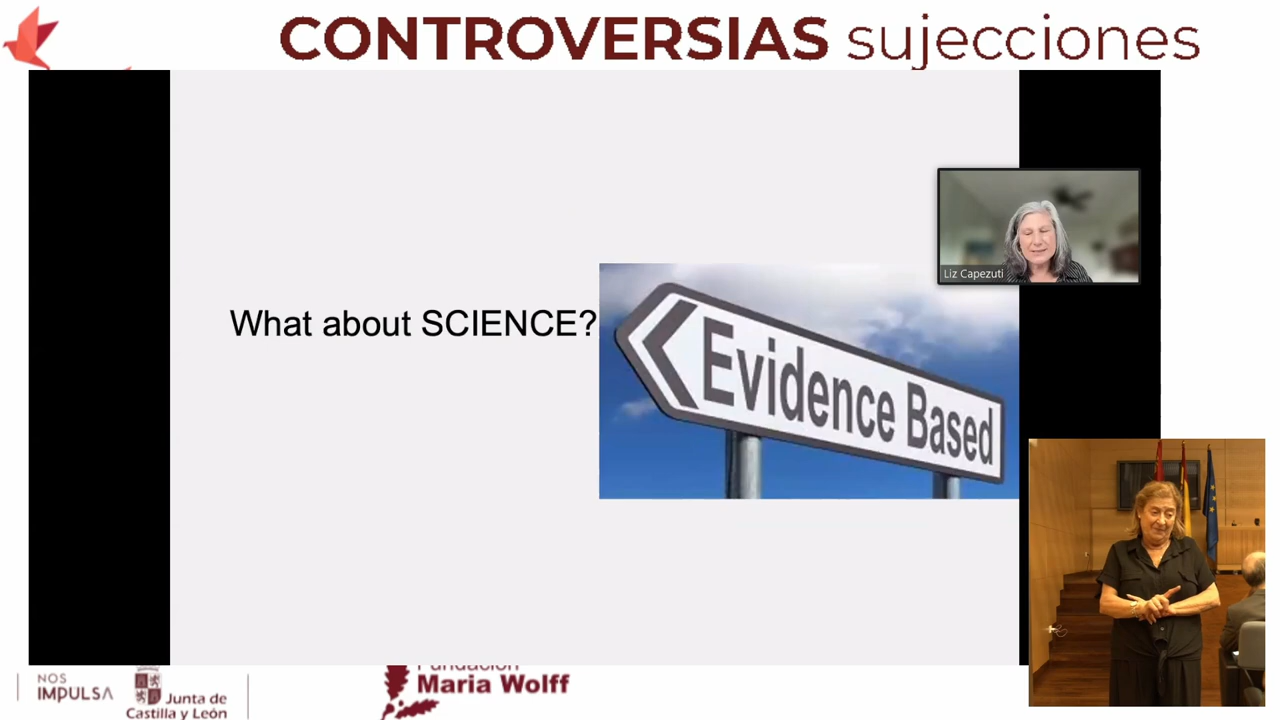 CONTROVERSIAS sujecciones
What about SCIENCE?
Evidence Based
Liz Capezuti
NOS
IMPULSA
Junta de
Castilla y León
Fundación
Maria Wolff